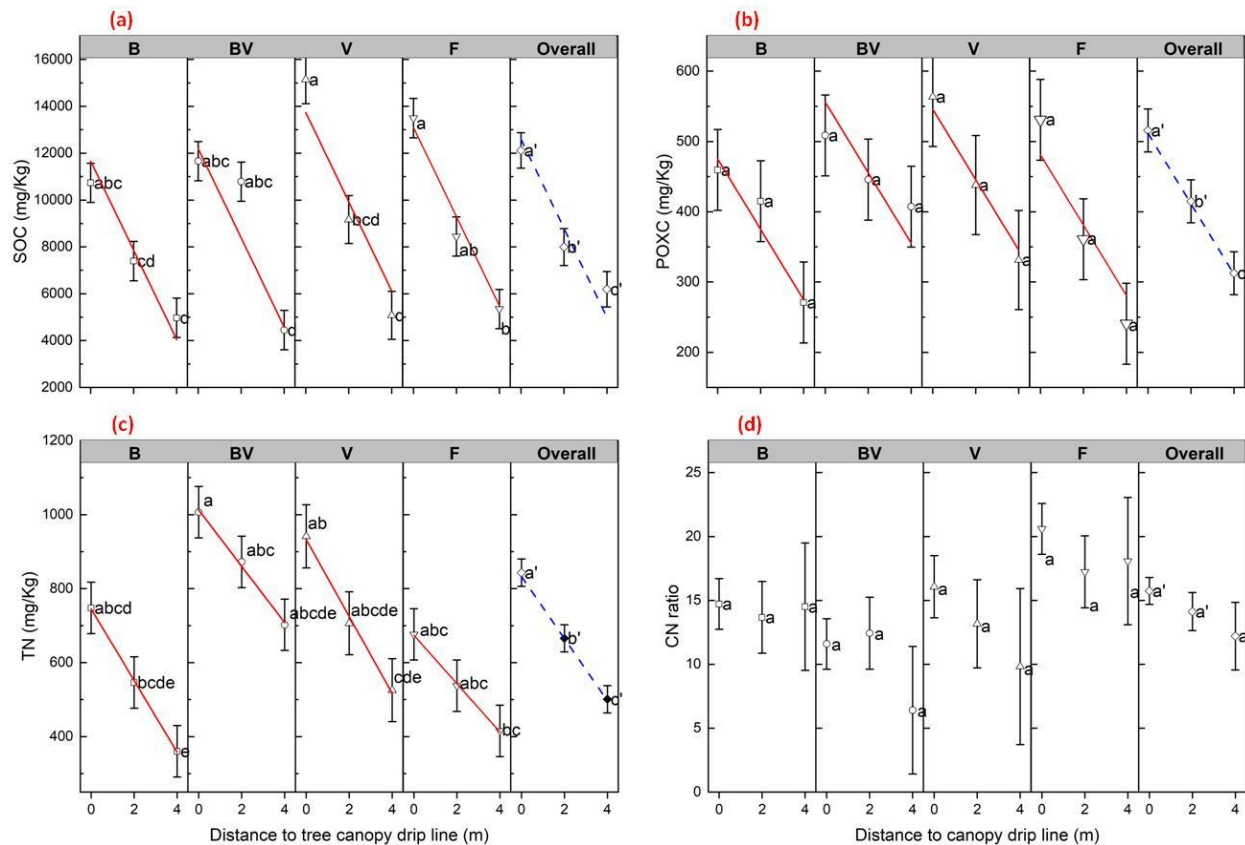 (a)
B BV V F Overall
16000
14000
12000
10000
8000
6000
4000
2000
SOC (mg/Kg)
abc cd c
abc abc c
a bcd c
a ab b
a' b' c'
(b)
B BV V F Overall
600
500
400
300
200
POXC (mg/Kg)
a a a
a a a
a a a
a a a
a' b' c
(c)
B BV V F Overall
1200
1000
800
600
400
TN (mg/Kg)
abcd bcde e
a abc abcde
ab abcde cde
abc abc bc
a' b' c'
0 2 4 0 2 4 0 2 4 0 2 4 0 2 4
Distance to tree canopy drip line (m)
(d)
B BV V F Overall
25
20
15
10
5
0
CN ratio
a a a
a a a
a a a
a a a
a' a' a
0 2 4 0 2 4 0 2 4 0 2 4 0 2 4
Distance to canopy drip line (m)